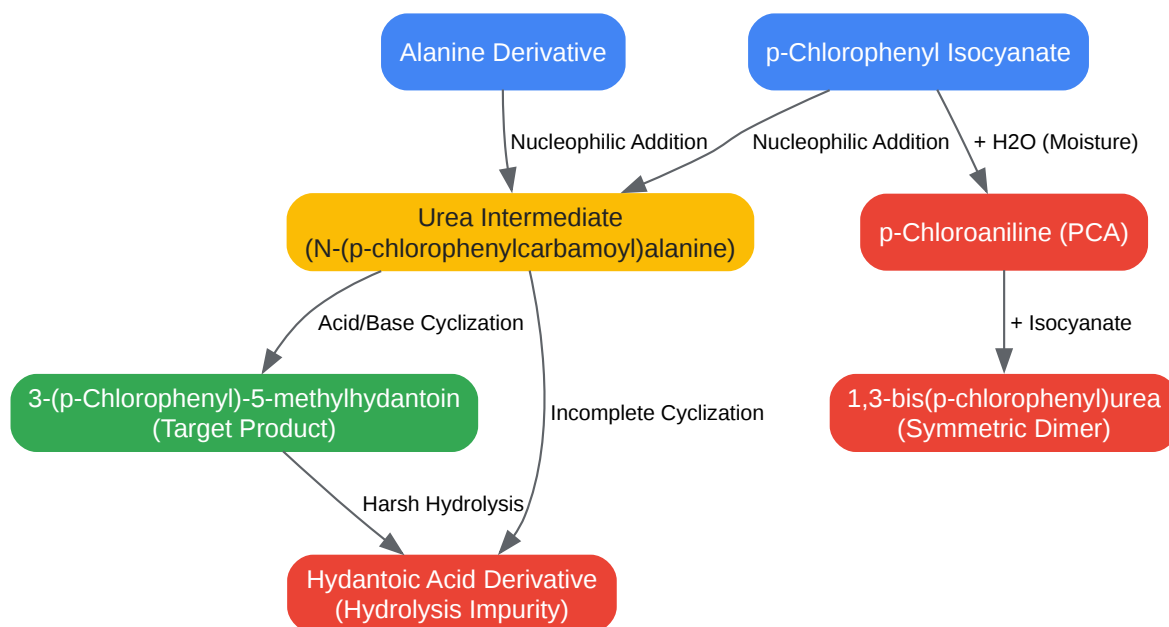 Alanine Derivative
p-Chlorophenyl Isocyanate
Nucleophilic Addition
Nucleophilic Addition
+ H2O (Moisture)
Urea Intermediate
(N-(p-chlorophenylcarbamoyl)alanine)
p-Chloroaniline (PCA)
Acid/Base Cyclization
+ Isocyanate
3-(p-Chlorophenyl)-5-methylhydantoin
(Target Product)
Incomplete Cyclization
1,3-bis(p-chlorophenyl)urea
(Symmetric Dimer)
Harsh Hydrolysis
Hydantoic Acid Derivative
(Hydrolysis Impurity)